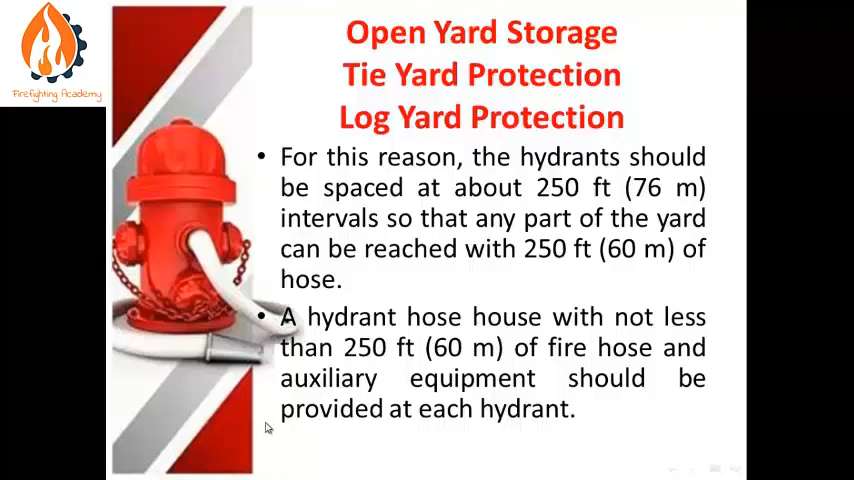 Firefighting Academy
Open Yard Storage
Tie Yard Protection
Log Yard Protection
• For this reason, the hydrants should
be spaced at about 250 ft (76 m)
intervals so that any part of the yard
can be reached with 250 ft (60 m) of
hose.
• A hydrant hose house with not less
than 250 ft (60 m) of fire hose and
auxiliary equipment should be
provided at each hydrant.